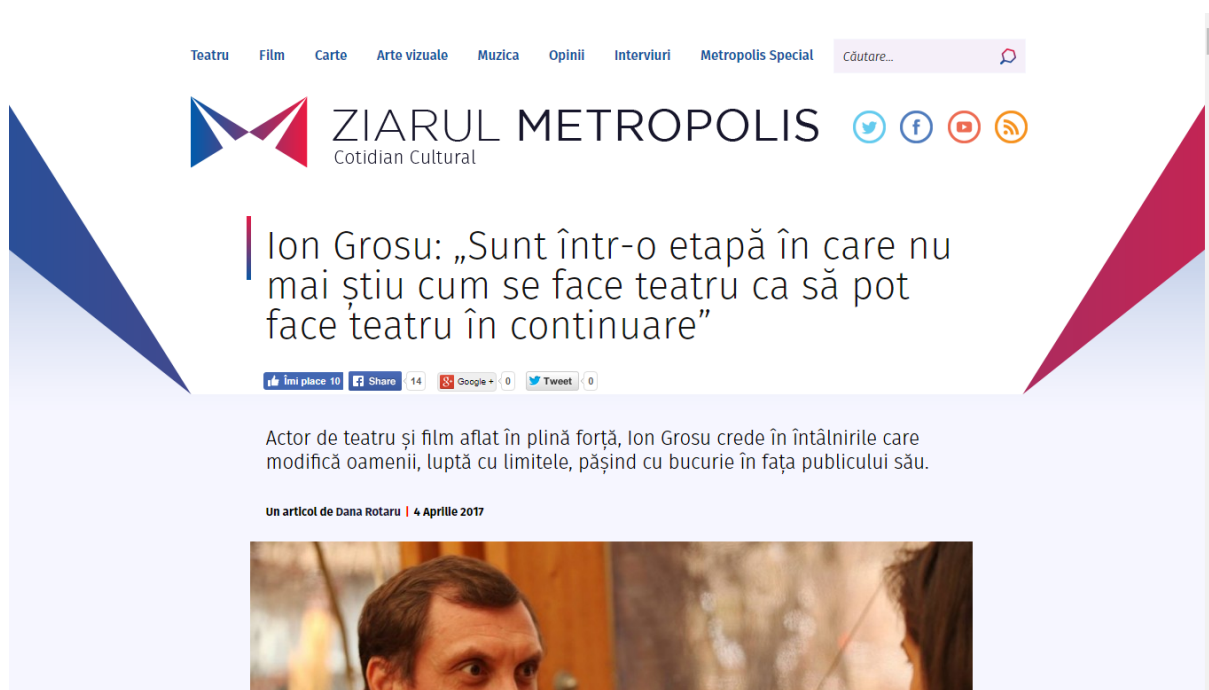 Teatru Film Carte Arte vizuale Muzica Opinii Interviuri Metropolis Special Căutare...
ZIARUL METROPOLIS
Cotidian Cultural
Ion Grosu: „Sunt într-o etapă în care nu
mai știu cum se face teatru ca să pot
face teatru în continuare”
Îmi place 10 Share 14 Google + 0 Tweet 0
Actor de teatru și film aflat în plină forță, Ion Grosu crede în întâlnirile care
modifică oamenii, luptă cu limitele, pășind cu bucurie în fața publicului său.
Un articol de Dana Rotaru | 4 Aprilie 2017